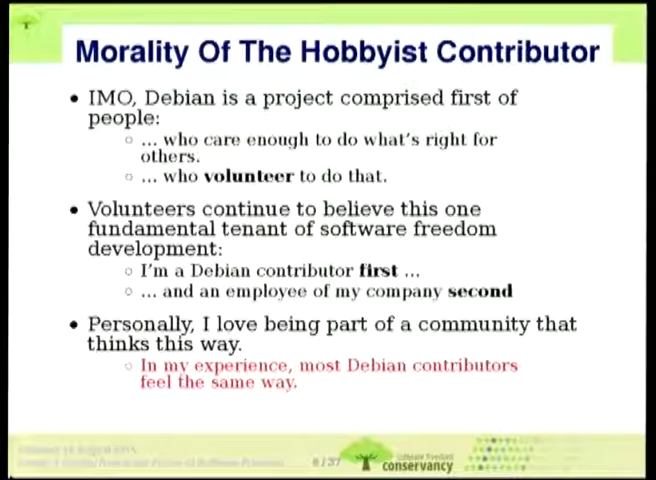 Morality Of The Hobbyist Contributor
• IMO, Debian is a project comprised first of
people:
◦ ... who care enough to do what's right for
others.
◦ ... who volunteer to do that.
• Volunteers continue to believe this one
fundamental tenant of software freedom
development:
◦ I'm a Debian contributor first ...
◦ ... and an employee of my company second
• Personally, I love being part of a community that
thinks this way.
◦ In my experience, most Debian contributors
feel the same way.
6 / 37
conservancy